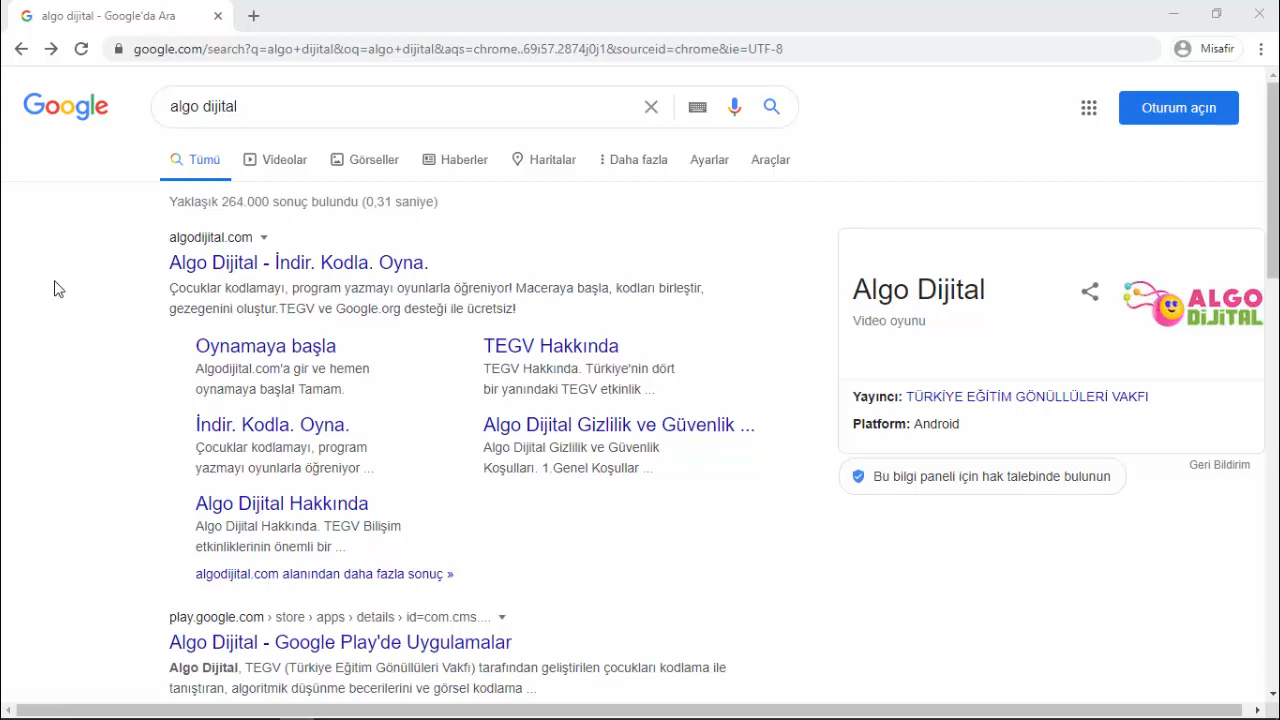 algo dijital - Google'da Ara
google.com/search?q=algo+dijital&oq=algo+dijital&aqs=chrome..69i57.2874j0j1&sourceid=chrome&ie=UTF-8
Misafir
Google
algo dijital
Oturum açın
Tümü
Videolar
Görseller
Haberler
Haritalar
Daha fazla
Ayarlar
Araçlar
Yaklaşık 264.000 sonuç bulundu (0,31 saniye)
algodijital.com
Algo Dijital - İndir. Kodla. Oyna.
Çocuklar kodlamayı, program yazmayı oyunlarla öğreniyor! Maceraya başla, kodları birleştir,
gezegenini oluştur.TEGV ve Google.org desteği ile ücretsiz!
Oynamaya başla
Algodijital.com'a gir ve hemen
oynamaya başla! Tamam.
TEGV Hakkında
TEGV Hakkında. Türkiye'nin dört
bir yanındaki TEGV etkinlik ...
İndir. Kodla. Oyna.
Çocuklar kodlamayı, program
yazmayı oyunlarla öğreniyor ...
Algo Dijital Gizlilik ve Güvenlik ...
Algo Dijital Gizlilik ve Güvenlik
Koşulları. 1.Genel Koşullar ...
Algo Dijital Hakkında
Algo Dijital Hakkında. TEGV Bilişim
etkinliklerinin önemli bir ...
algodijital.com alanından daha fazla sonuç »
play.google.com › store › apps › details › id=com.cms....
Algo Dijital - Google Play'de Uygulamalar
Algo Dijital, TEGV (Türkiye Eğitim Gönüllüleri Vakfı) tarafından geliştirilen çocukları kodlama ile
tanıştıran, algoritmik düşünme becerilerini ve görsel kodlama ...
Algo Dijital
Video oyunu
ALGO
DİJİTAL
Yayıncı: TÜRKİYE EĞİTİM GÖNÜLLÜLERİ VAKFI
Platform: Android
Geri Bildirim
Bu bilgi paneli için hak talebinde bulunun